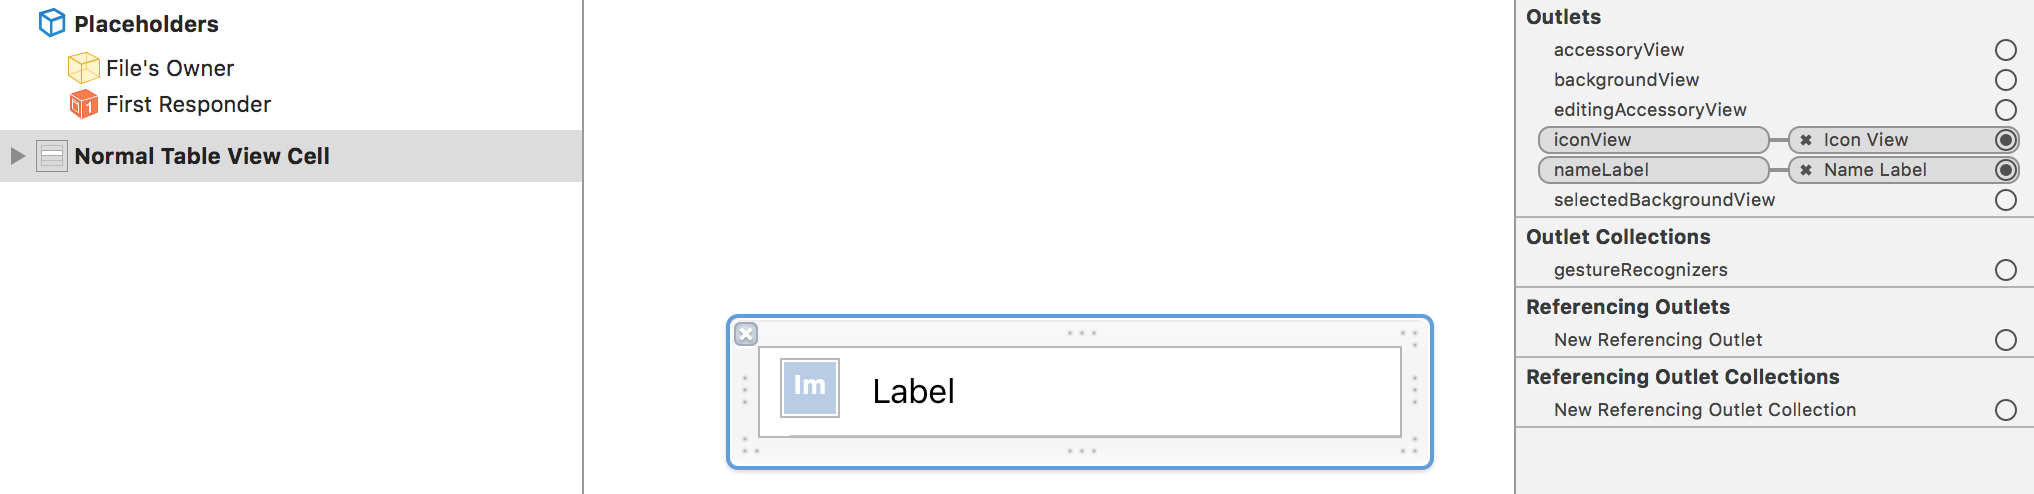 Placeholders
File's Owner
First Responder
Normal Table View Cell
Im
Label
Outlets
accessoryView
backgroundView
editingAccessoryView
iconView Icon View
nameLabel Name Label
selectedBackgroundView
Outlet Collections
gestureRecognizers
Referencing Outlets
New Referencing Outlet
Referencing Outlet Collections
New Referencing Outlet Collection